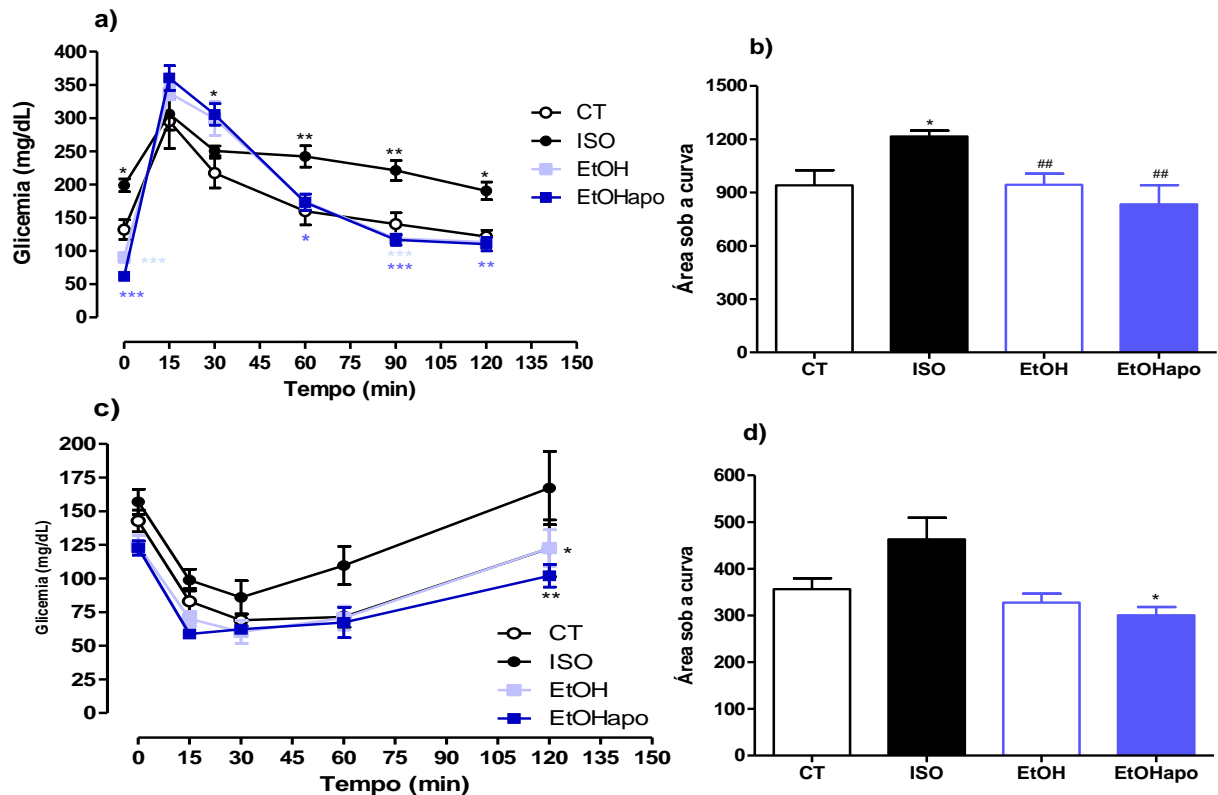 a)
Glicemia (mg/dL)
400
350
300
250
200
150
100
50
0
*
*
**
**
*
***
***
*
***
***
**
CT
ISO
EtOH
EtOHapo
0 15 30 45 60 75 90 105 120 135 150
Tempo (min)
b)
Área sob a curva
1500
1200
900
600
300
0
*
##
##
CT ISO EtOH EtOHapo
c)
Glicemia (mg/dL)
200
175
150
125
100
75
50
25
0
*
**
CT
ISO
EtOH
EtOHapo
0 15 30 45 60 75 90 105 120 135 150
Tempo (min)
d)
Área sob a curva
600
500
400
300
200
100
0
*
CT ISO EtOH EtOHapo